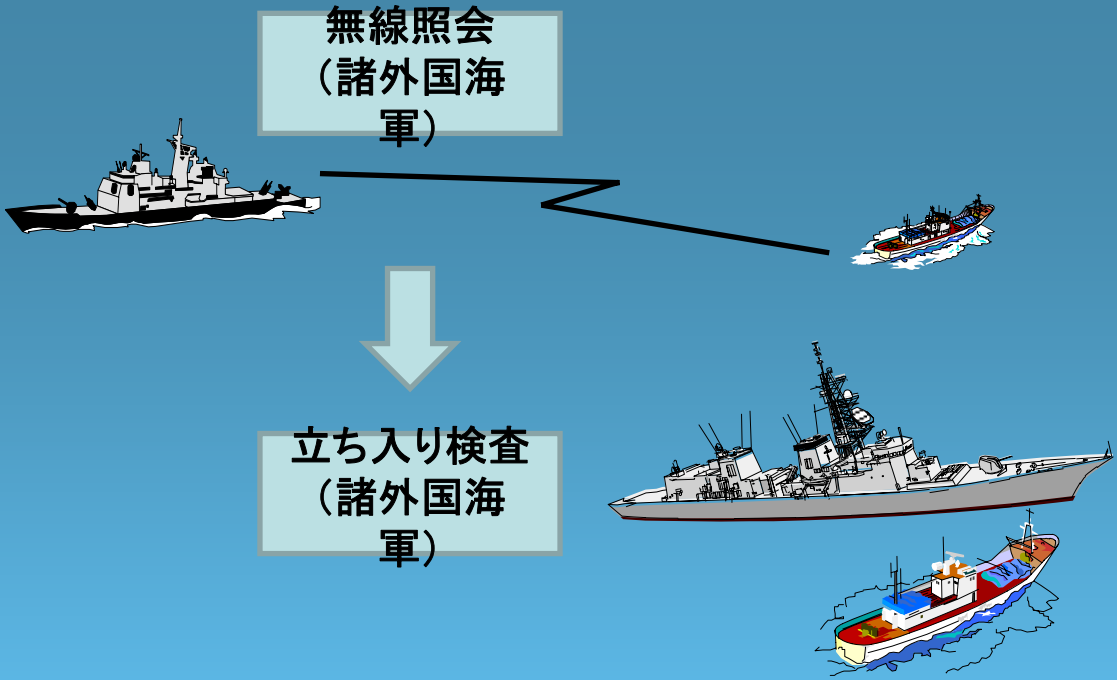 無線照会
（諸外国海
軍）
立ち入り検査
（諸外国海
軍）